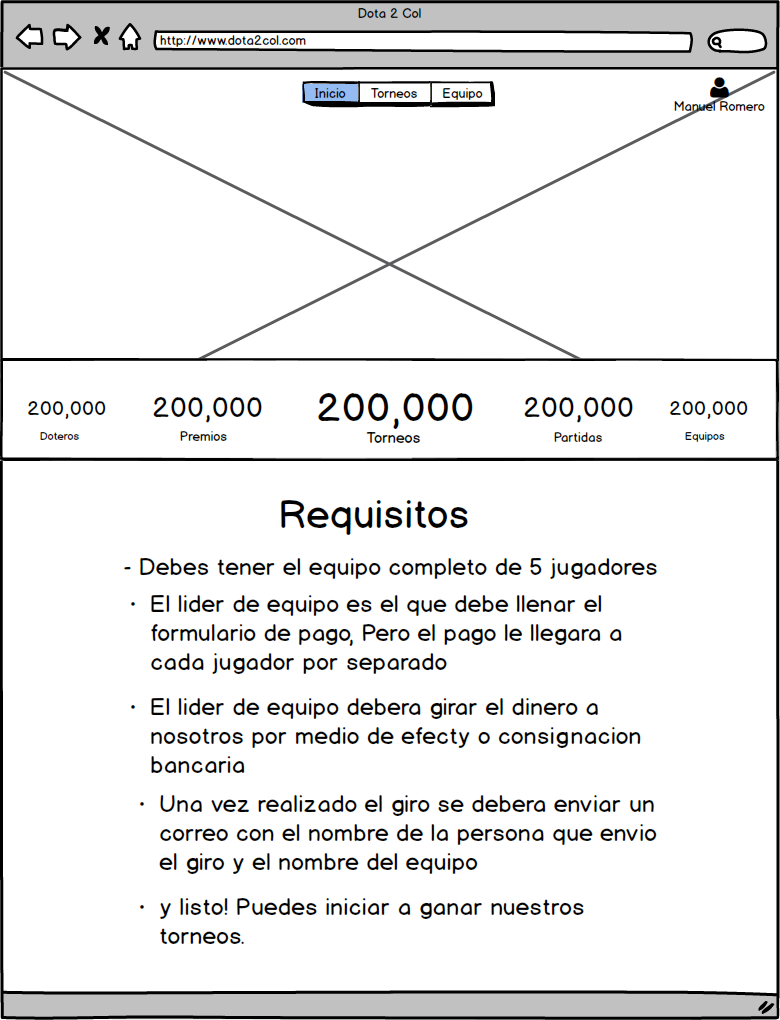 Dota 2 Col
http://www.dota2col.com
Inicio Torneos Equipo
Manuel Romero
200,000 200,000 200,000 200,000 200,000
Doteros Premios Torneos Partidas Equipos
Requisitos
- Debes tener el equipo completo de 5 jugadores
• El lider de equipo es el que debe llenar el
formulario de pago, Pero el pago le llegara a
cada jugador por separado
• El lider de equipo debera girar el dinero a
nosotros por medio de efecty o consignacion
bancaria
• Una vez realizado el giro se debera enviar un
correo con el nombre de la persona que envio
el giro y el nombre del equipo
• y listo! Puedes iniciar a ganar nuestros
torneos.